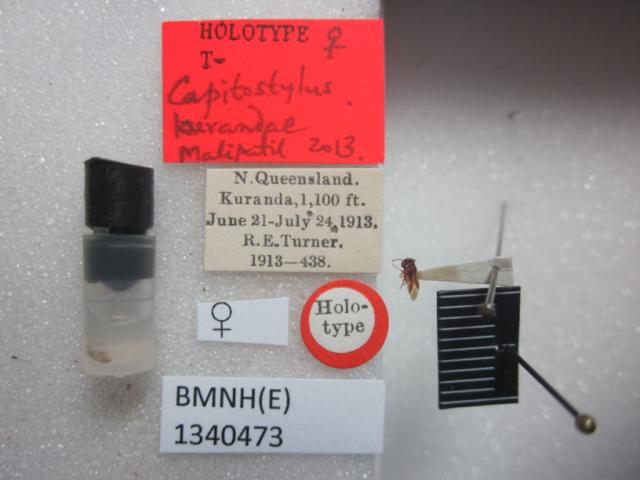 HOLOTYPE ♀
T-
Capitostylus
kurandae
Malipatil 2013.
N. Queensland.
Kuranda, 1,100 ft.
June 21-July 24, 1913.
R. E. Turner.
1913—438.
♀
Holo-
type
BMNH(E)
1340473